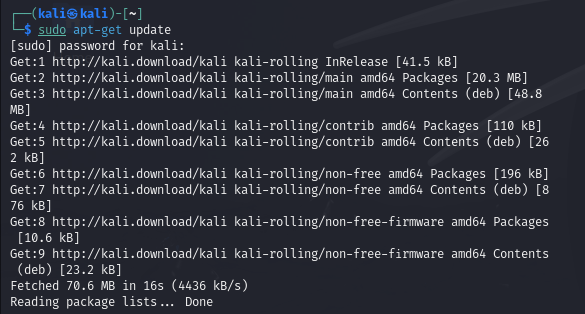 ┌──(kali㉿kali)-[~]
└─$ sudo apt-get update
[sudo] password for kali:
Get:1 http://kali.download/kali kali-rolling InRelease [41.5 kB]
Get:2 http://kali.download/kali kali-rolling/main amd64 Packages [20.3 MB]
Get:3 http://kali.download/kali kali-rolling/main amd64 Contents (deb) [48.8
MB]
Get:4 http://kali.download/kali kali-rolling/contrib amd64 Packages [110 kB]
Get:5 http://kali.download/kali kali-rolling/contrib amd64 Contents (deb) [26
2 kB]
Get:6 http://kali.download/kali kali-rolling/non-free amd64 Packages [196 kB]
Get:7 http://kali.download/kali kali-rolling/non-free amd64 Contents (deb) [8
76 kB]
Get:8 http://kali.download/kali kali-rolling/non-free-firmware amd64 Packages
 [10.6 kB]
Get:9 http://kali.download/kali kali-rolling/non-free-firmware amd64 Contents
 (deb) [23.2 kB]
Fetched 70.6 MB in 16s (4436 kB/s)
Reading package lists... Done